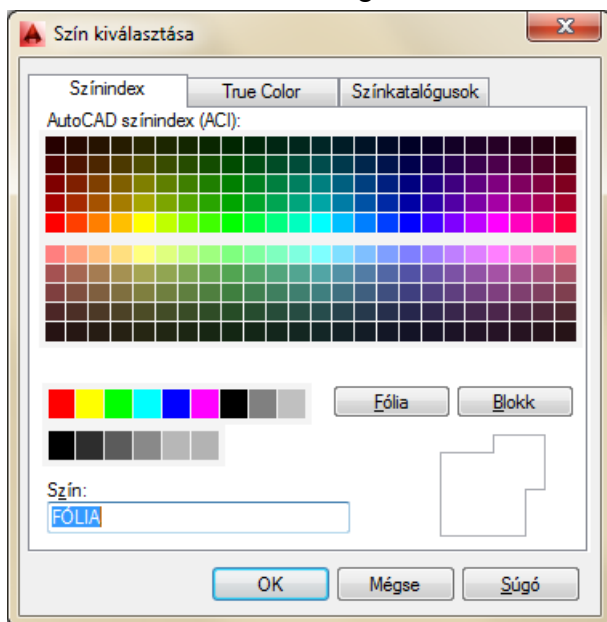 Szín kiválasztása
Színindex True Color Színkatalógusok
AutoCAD színindex (ACI):
Fólia Blokk
Szín:
FÓLIA
OK Mégse Súgó